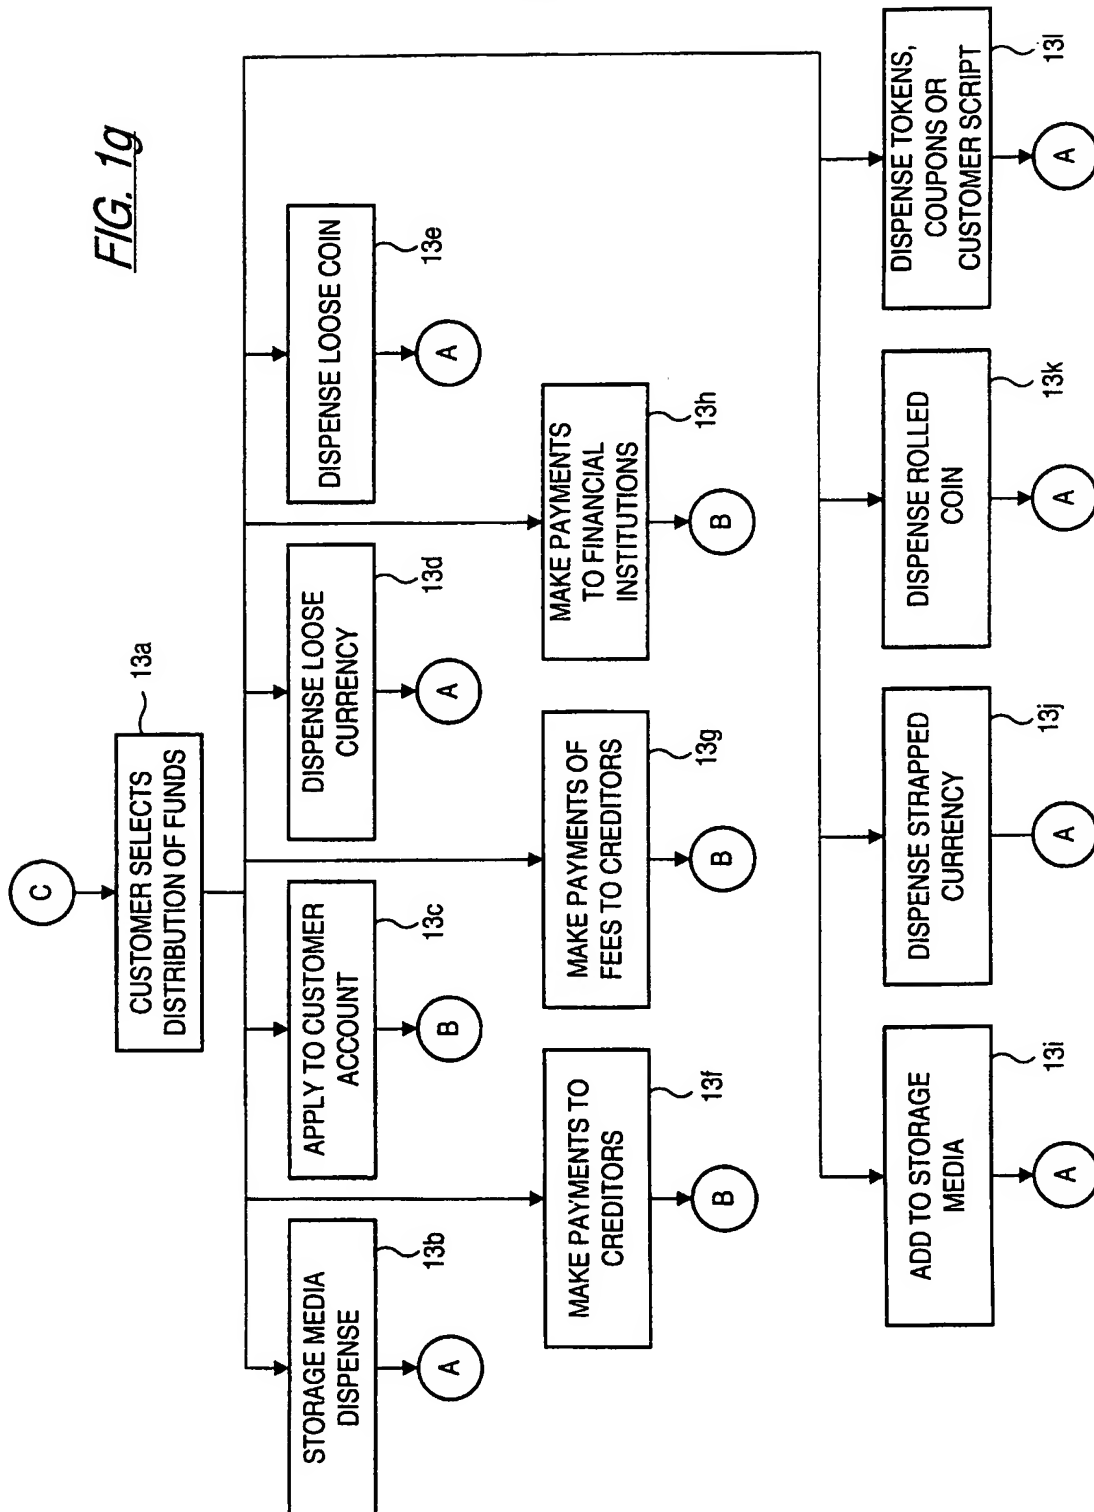 FIG. 1g
C
CUSTOMER SELECTS
DISTRIBUTION OF FUNDS
13a
STORAGE MEDIA
DISPENSE
13b
A
APPLY TO CUSTOMER
ACCOUNT
13c
B
DISPENSE LOOSE
CURRENCY
13d
A
DISPENSE LOOSE COIN
13e
A
MAKE PAYMENTS TO
CREDITORS
13f
B
MAKE PAYMENTS OF
FEES TO CREDITORS
13g
B
MAKE PAYMENTS
TO FINANCIAL
INSTITUTIONS
13h
B
ADD TO STORAGE
MEDIA
13i
A
DISPENSE STRAPPED
CURRENCY
13j
A
DISPENSE ROLLED
COIN
13k
A
DISPENSE TOKENS,
COUPONS OR
CUSTOMER SCRIPT
13l
A